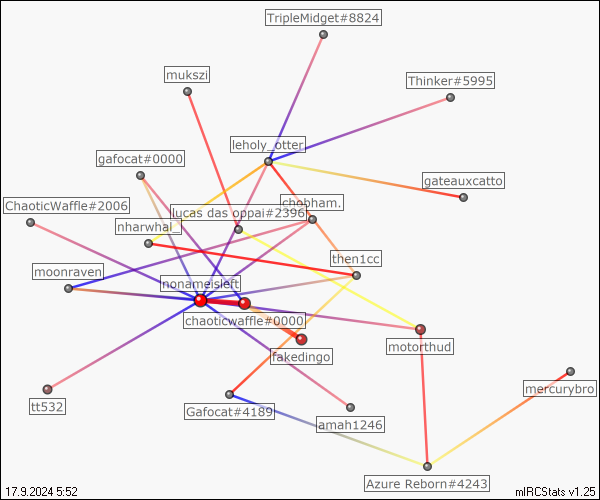 TripleMidget#8824
mukszi
Thinker#5995
leholy_otter
gafocat#0000
gateauxcatto
ChaoticWaffle#2006
lucas das oppai#2396
chobham.
nharwhal_
then1cc
moonraven
nonameisleft
chaoticwaffle#0000
motorthud
fakedingo
mercurybro
tt532
Gafocat#4189
amah1246
Azure Reborn#4243
17.9.2024 5:52
mIRCStats v1.25